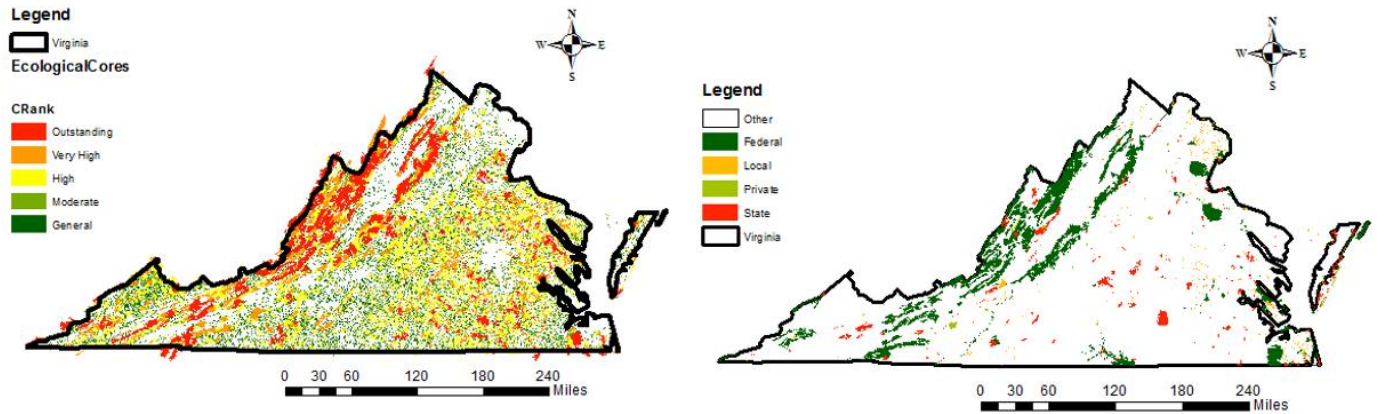 Legend
Virginia
EcologicalCores
CRank
Outstanding
Very High
High
Moderate
General
N
W E
S
0 30 60 120 180 240
Miles
Legend
Other
Federal
Local
Private
State
Virginia
N
W E
S
0 30 60 120 180 240
Miles